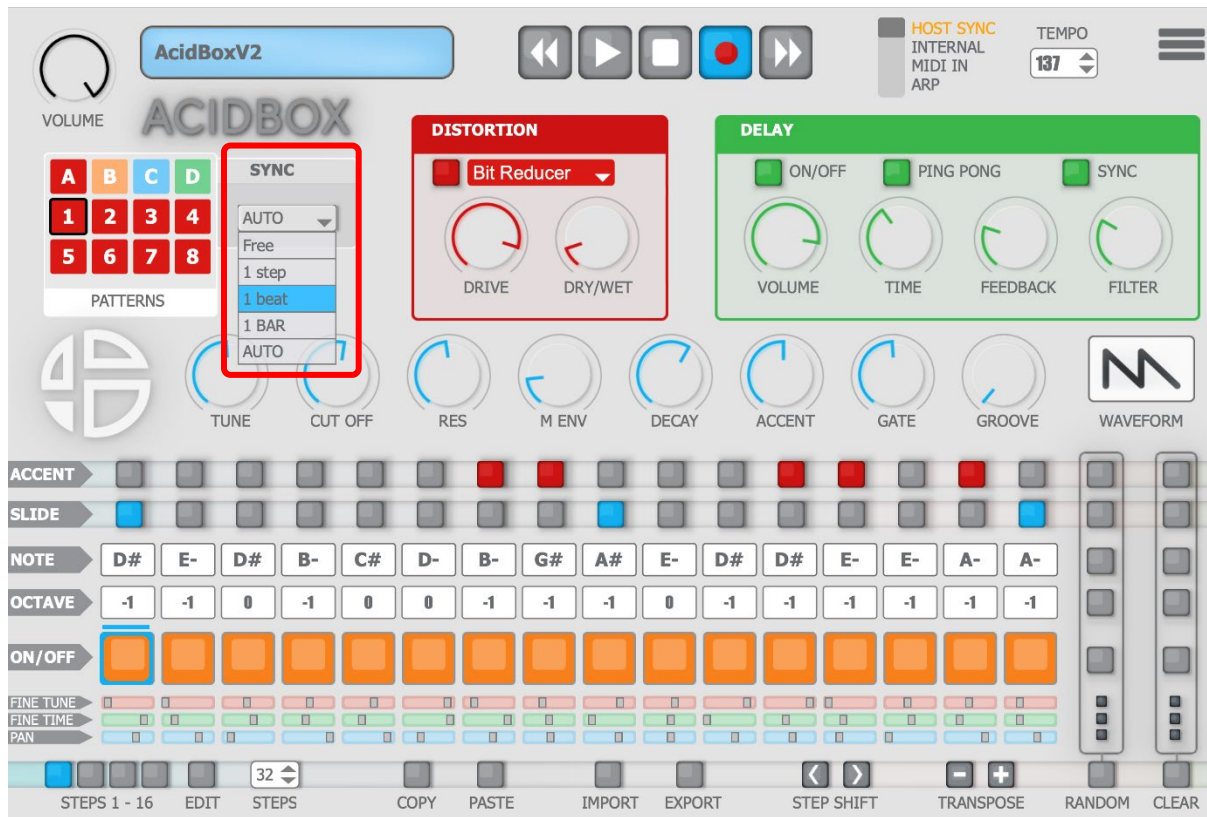 AcidBoxV2
HOST SYNC
INTERNAL
MIDI IN
ARP
TEMPO
137
VOLUME
ACIDBOX
A B C D
1 2 3 4
5 6 7 8
PATTERNS
SYNC
AUTO
Free
1 step
1 beat
1 BAR
AUTO
DISTORTION
Bit Reducer
DRIVE DRY/WET
DELAY
ON/OFF PING PONG SYNC
VOLUME TIME FEEDBACK FILTER
TUNE CUT OFF RES M ENV DECAY ACCENT GATE GROOVE WAVEFORM
ACCENT
SLIDE
NOTE D# E- D# B- C# D- B- G# A# E- D# D# E- E- A- A-
OCTAVE -1 -1 0 -1 0 0 -1 -1 -1 0 -1 -1 -1 -1 -1 -1
ON/OFF
FINE TUNE
FINE TIME
PAN
32
STEPS 1 - 16 EDIT STEPS COPY PASTE IMPORT EXPORT STEP SHIFT TRANSPOSE RANDOM CLEAR